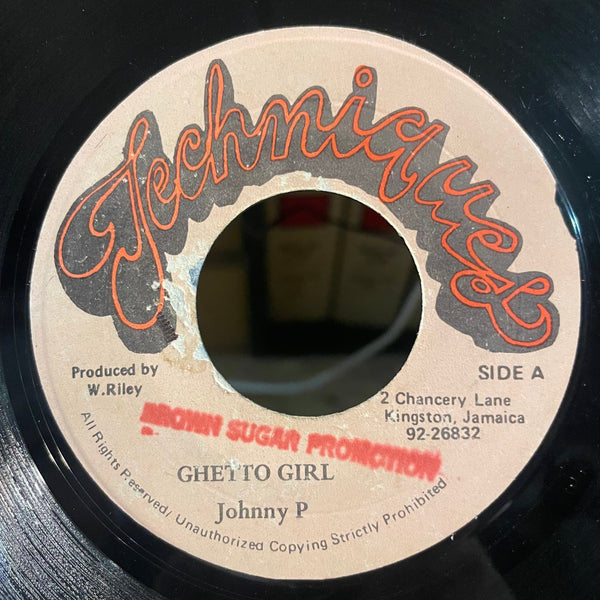 Techniques
Produced by
W.Riley
SIDE A
2 Chancery Lane
Kingston, Jamaica
92-26832
BROWN SUGAR PROMOTION
GHETTO GIRL
Johnny P
All Rights Reserved/ Unauthorized Copying Strictly Prohibited